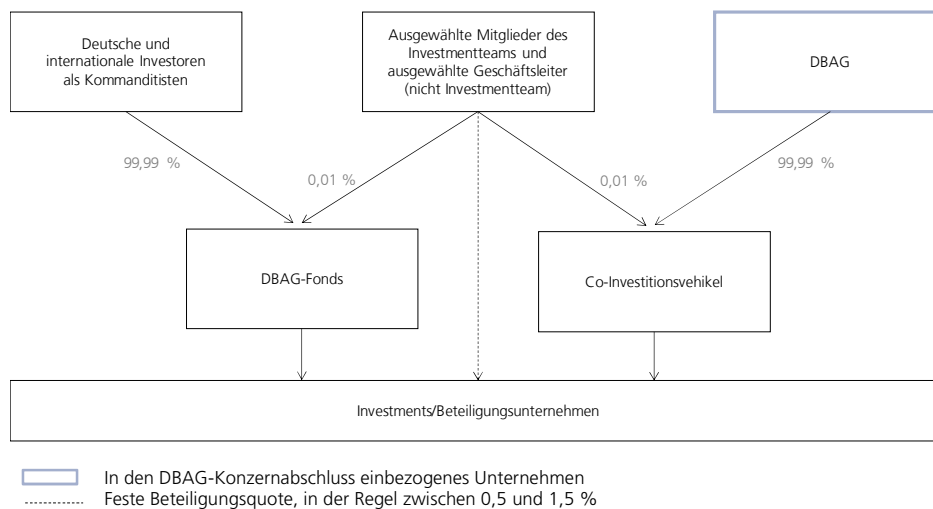 Deutsche und
internationale Investoren
als Kommanditisten
Ausgewählte Mitglieder des
Investmentteams und
ausgewählte Geschäftsleiter
(nicht Investmentteam)
DBAG
99,99 %
0,01 %
0,01 %
99,99 %
DBAG-Fonds
Co-Investitionsvehikel
Investments/Beteiligungsunternehmen
In den DBAG-Konzernabschluss einbezogenes Unternehmen
Feste Beteiligungsquote, in der Regel zwischen 0,5 und 1,5 %